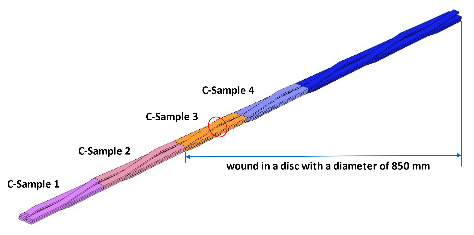 C-Sample 4
C-Sample 3
C-Sample 2
wound in a disc with a diameter of 850 mm
C-Sample 1